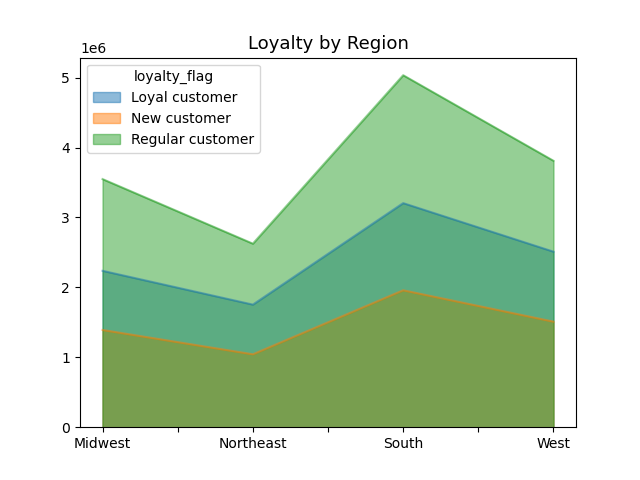 Loyalty by Region
1e6
loyalty_flag
Loyal customer
New customer
Regular customer
5
4
3
2
1
0
Midwest Northeast South West